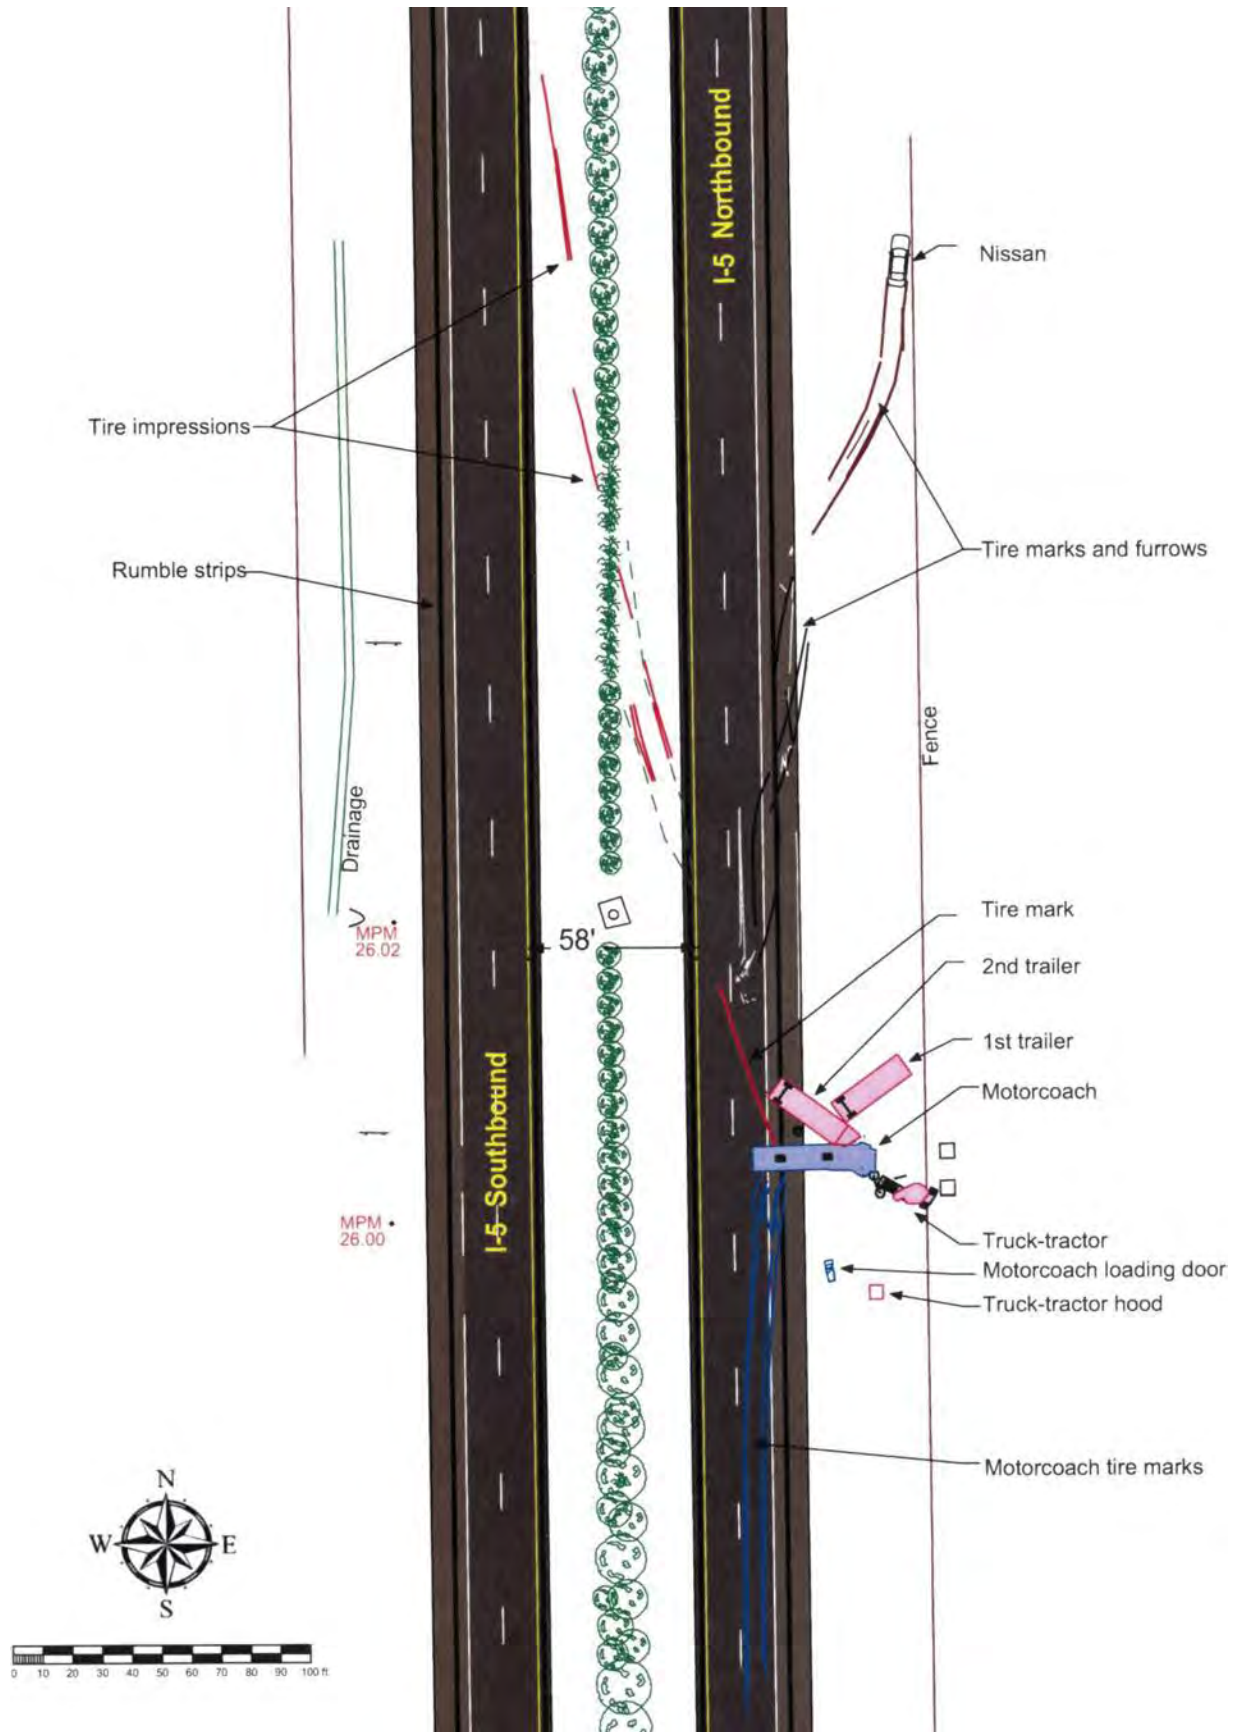 I-5 Northbound
Nissan
Tire impressions
Tire marks and furrows
Rumble strips
Fence
Drainage
MPM
26.02
58'
Tire mark
2nd trailer
1st trailer
Motorcoach
I-5 Southbound
MPM
26.00
Truck-tractor
Motorcoach loading door
Truck-tractor hood
Motorcoach tire marks
N
W E
S
0 10 20 30 40 50 60 70 80 90 100 ft.